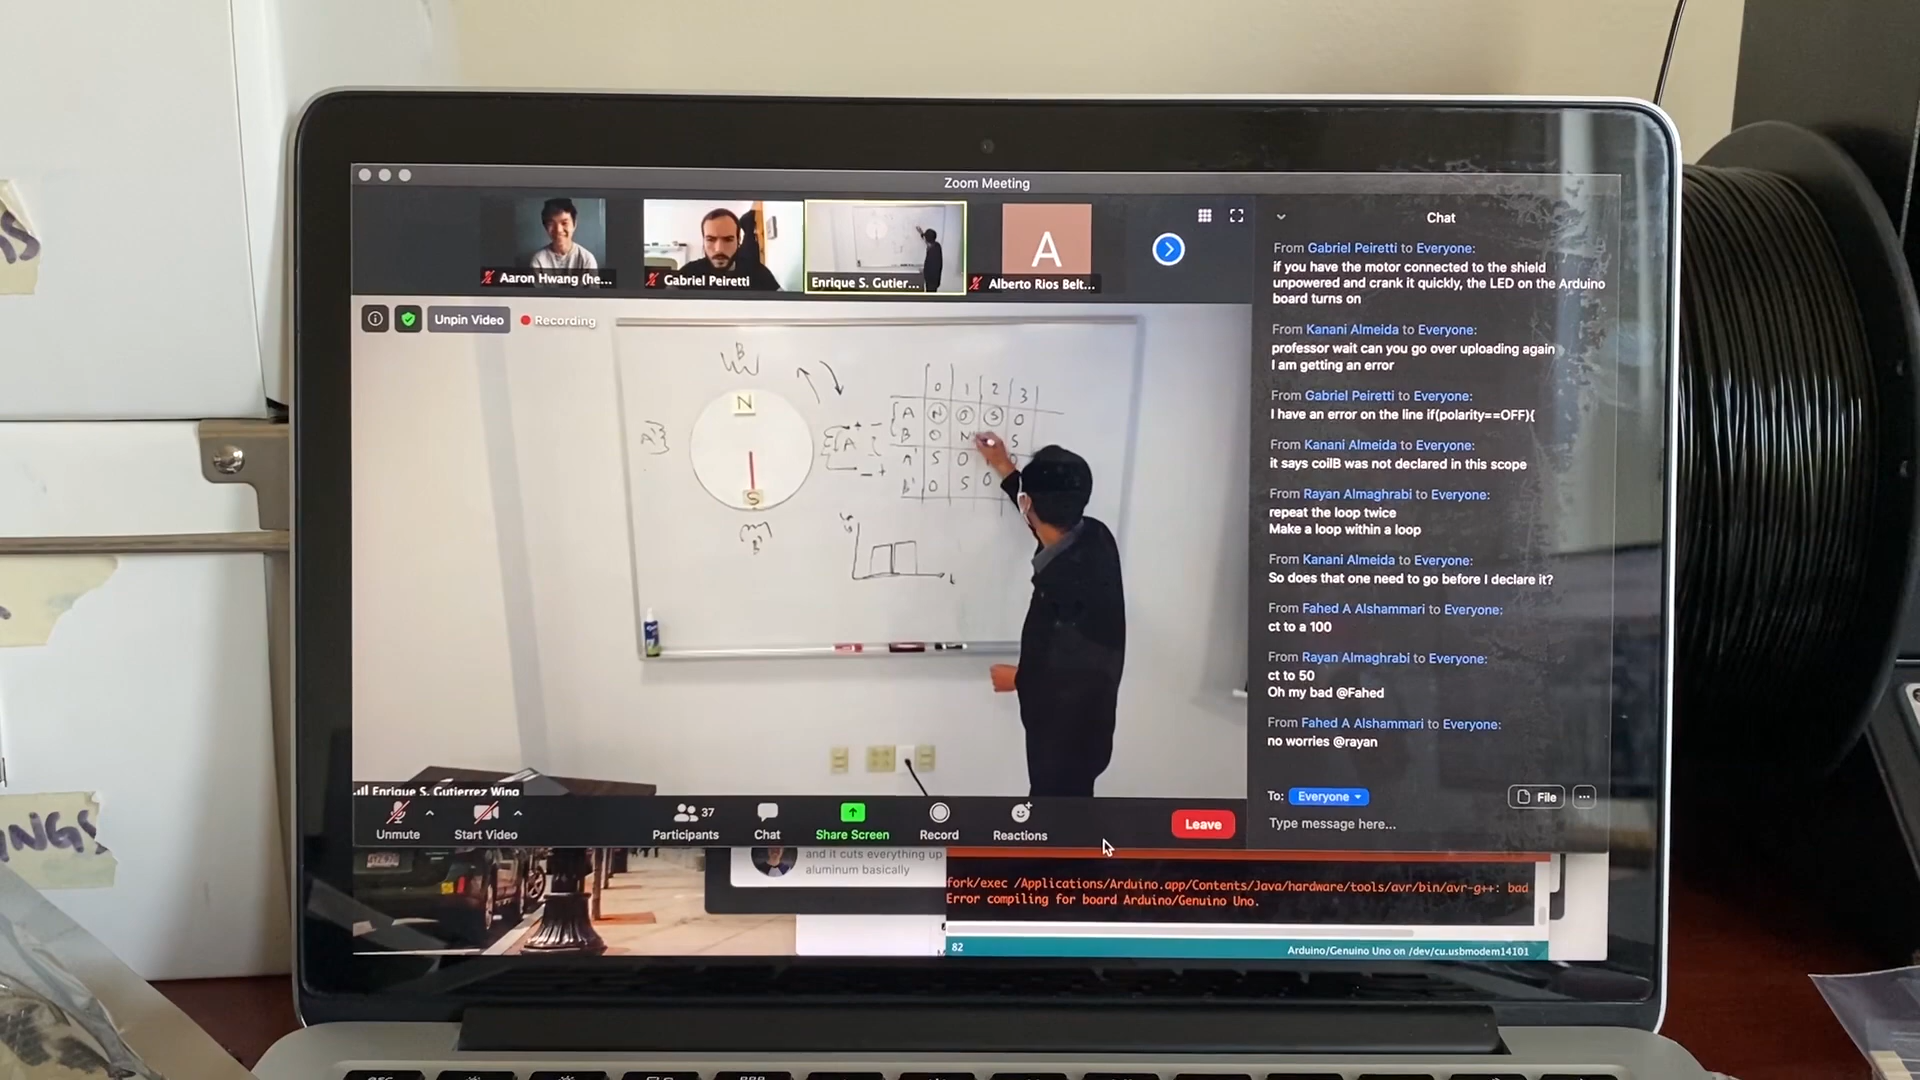 Zoom Meeting
Aaron Hwang (he...
Gabriel Peiretti
Enrique S. Gutier...
A
Alberto Rios Belt...
Unpin Video
Recording
B
N
A'
A
+ -
- +
S
B'
0 1 2 3
A N O S O
B O N S
A' S O
B' O S O
t
Enrique S. Gutierrez Wing
Unmute
Start Video
37
Participants
Chat
Share Screen
Record
Reactions
Leave
Chat
From Gabriel Peiretti to Everyone:
if you have the motor connected to the shield
unpowered and crank it quickly, the LED on the Arduino
board turns on
From Kanani Almeida to Everyone:
professor wait can you go over uploading again
I am getting an error
From Gabriel Peiretti to Everyone:
I have an error on the line if(polarity==OFF){
From Kanani Almeida to Everyone:
it says coilB was not declared in this scope
From Rayan Almaghrabi to Everyone:
repeat the loop twice
Make a loop within a loop
From Kanani Almeida to Everyone:
So does that one need to go before I declare it?
From Fahed A Alshammari to Everyone:
ct to a 100
From Rayan Almaghrabi to Everyone:
ct to 50
Oh my bad @Fahed
From Fahed A Alshammari to Everyone:
no worries @rayan
To: Everyone
File
Type message here...
and it cuts everything up
aluminum basically
fork/exec /Applications/Arduino.app/Contents/Java/hardware/tools/avr/bin/avr-g++: bad
Error compiling for board Arduino/Genuino Uno.
82
Arduino/Genuino Uno on /dev/cu.usbmodem14101
S
INGS